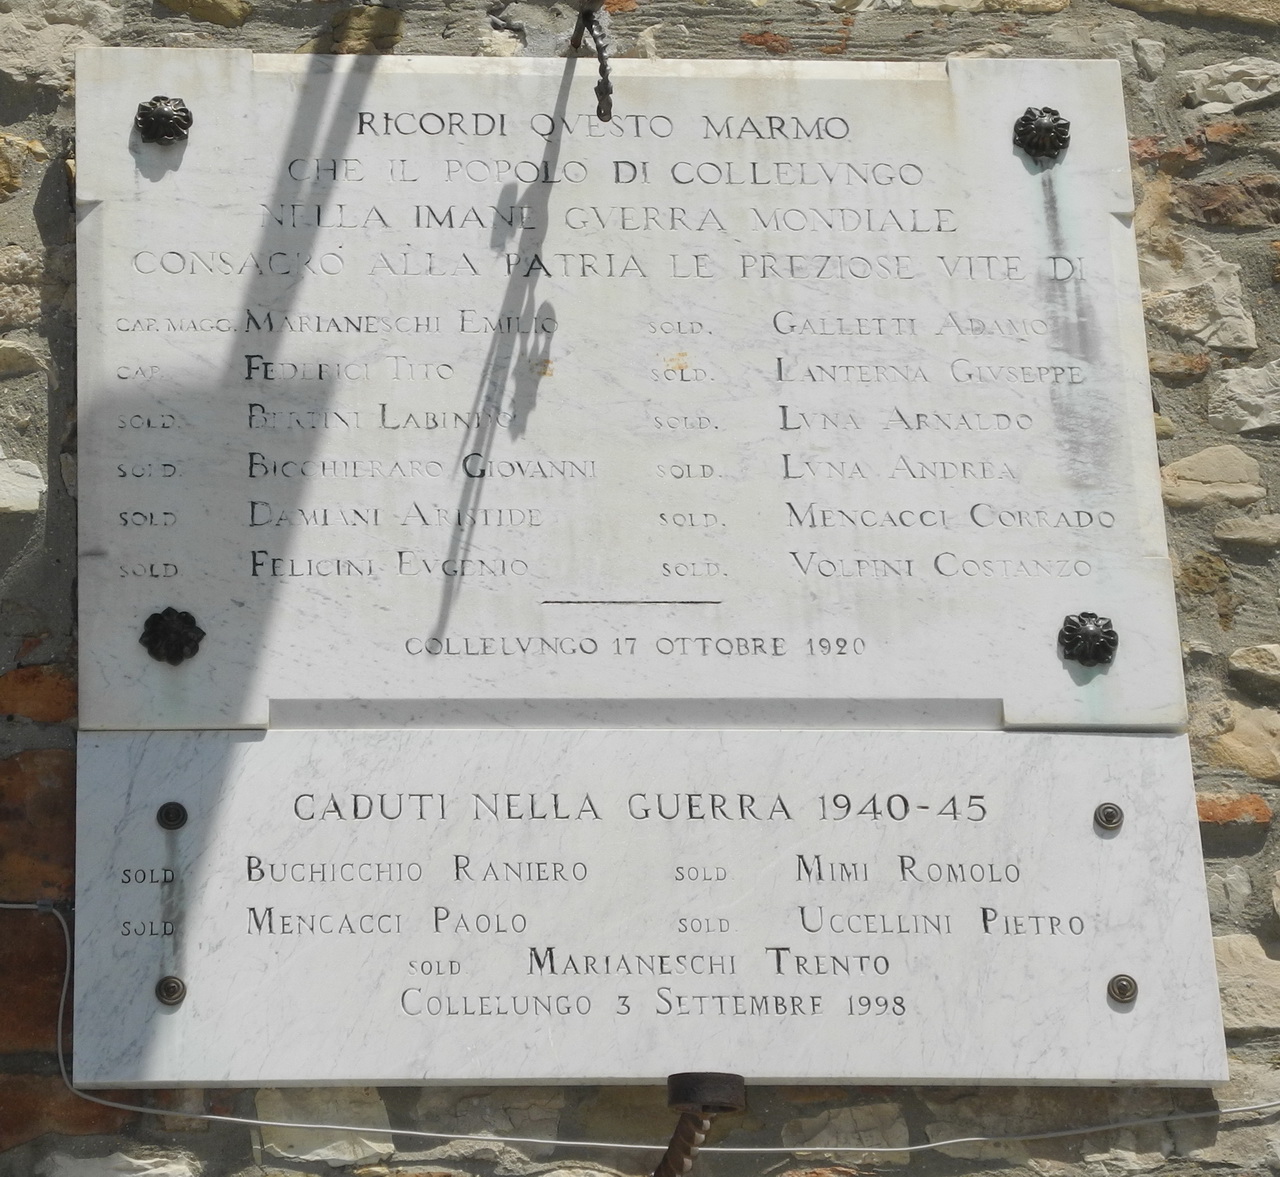 RICORDI QVESTO MARMO
CHE IL POPOLO DI COLLELVNGO
NELLA IMANE GVERRA MONDIALE
CONSACRÒ ALLA PATRIA LE PREZIOSE VITE DI
CAP. MAGG. MARIANESCHI EMILIO SOLD. GALLETTI ADAMO
CAP. FEDERICI TITO SOLD. LANTERNA GIVSEPPE
SOLD. BERTINI LABINDO SOLD. LVNA ARNALDO
SOLD. BICCHIERARO GIOVANNI SOLD. LVNA ANDREA
SOLD. DAMIANI ARISTIDE SOLD. MENCACCI CORRADO
SOLD. FELICINI EVGENIO SOLD. VOLPINI COSTANZO
COLLELVNGO 17 OTTOBRE 1920
CADUTI NELLA GUERRA 1940-45
SOLD BUCHICCHIO RANIERO SOLD MIMI ROMOLO
SOLD MENCACCI PAOLO SOLD UCCELLINI PIETRO
SOLD MARIANESCHI TRENTO
COLLELUNGO 3 SETTEMBRE 1998